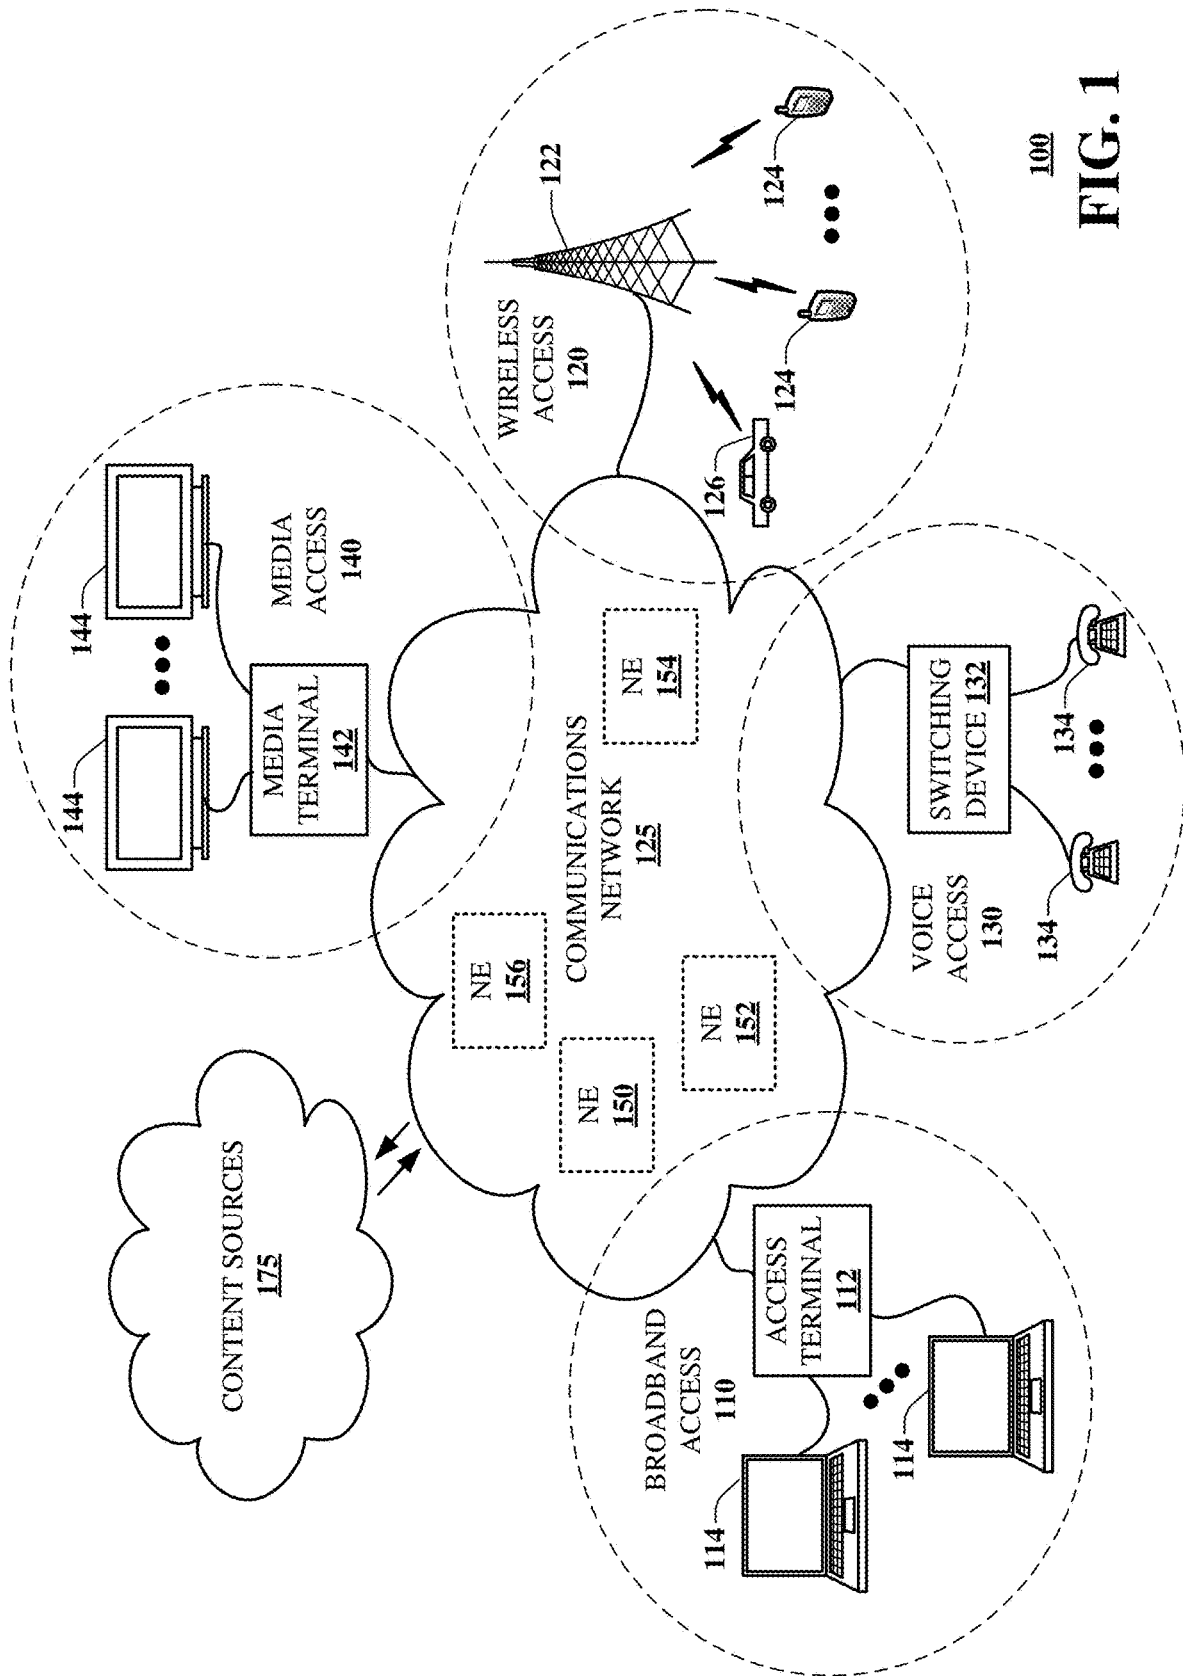 CONTENT SOURCES
175
144
144
MEDIA
TERMINAL
142
MEDIA
ACCESS
140
NE
156
NE
150
NE
152
COMMUNICATIONS
NETWORK
125
NE
154
WIRELESS
ACCESS
120
122
124
124
126
BROADBAND
ACCESS
110
ACCESS
TERMINAL
112
114
114
VOICE
ACCESS
130
SWITCHING
DEVICE 132
134
134
100
FIG. 1